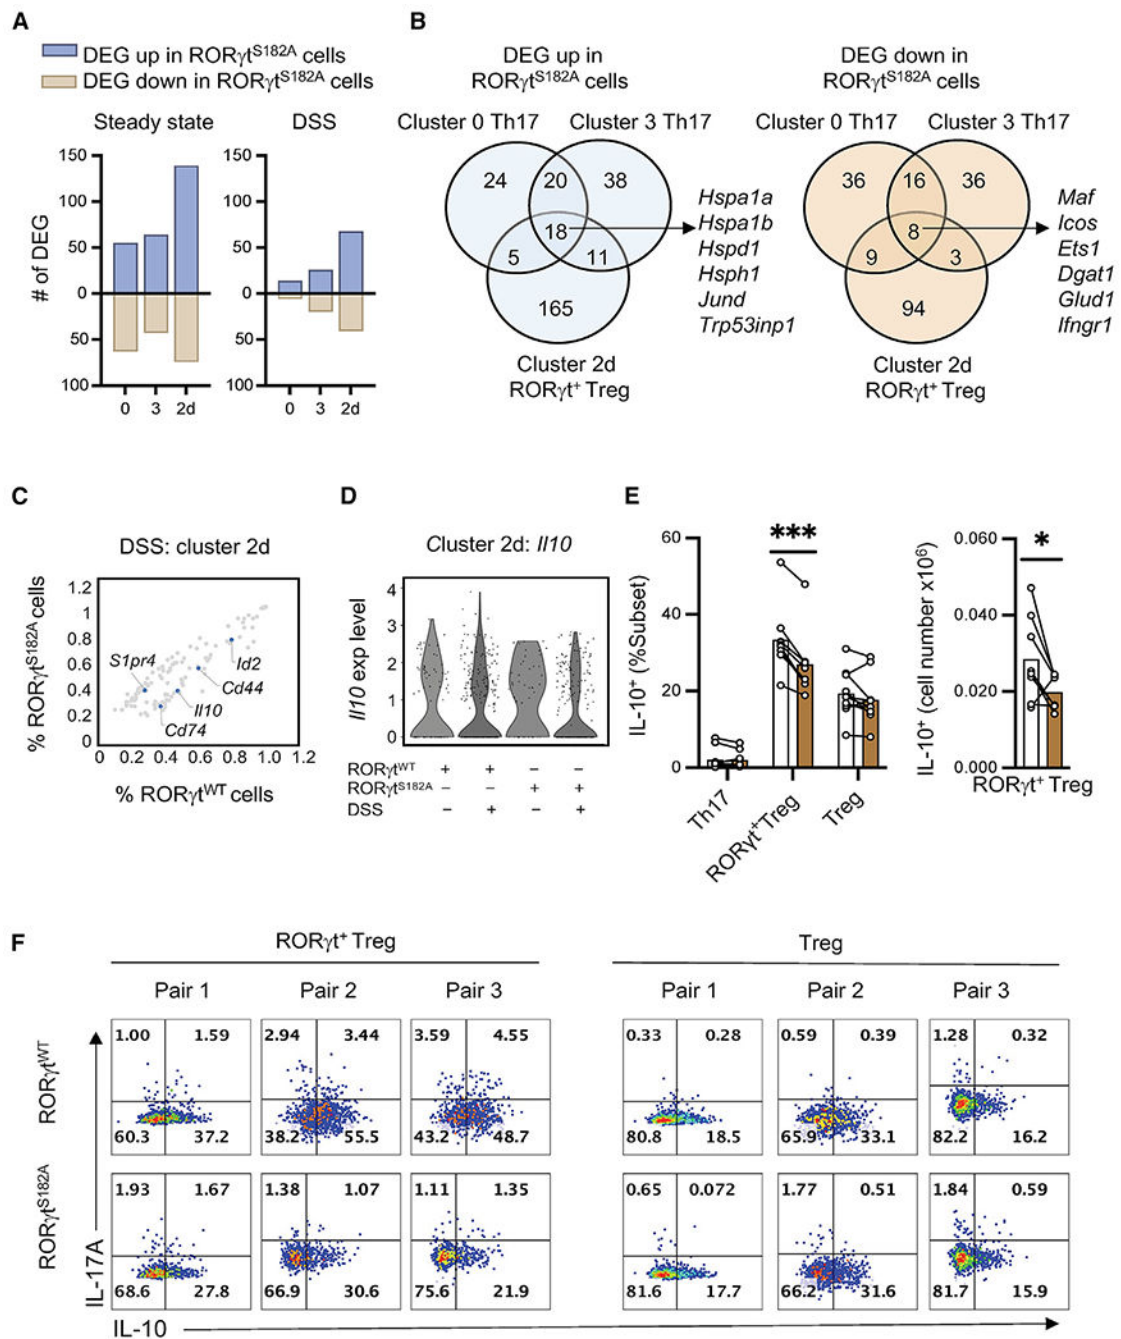 A
DEG up in RORγt^S182A cells
DEG down in RORγt^S182A cells
Steady state
DSS
# of DEG
150
100
50
0
50
100
0 3 2d
150
100
50
0
50
100
0 3 2d
B
DEG up in
RORγt^S182A cells
Cluster 0 Th17
Cluster 3 Th17
24
20
38
18
5
11
165
Cluster 2d
RORγt+ Treg
Hspa1a
Hspa1b
Hspd1
Hsph1
Jund
Trp53inp1
DEG down in
RORγt^S182A cells
Cluster 0 Th17
Cluster 3 Th17
36
16
36
8
9
3
94
Cluster 2d
RORγt+ Treg
Maf
Icos
Ets1
Dgat1
Glud1
Ifngr1
C
DSS: cluster 2d
% RORγt^S182A cells
1.2
0.8
0.6
0.4
0.2
0
S1pr4
Id2
Cd44
Il10
Cd74
0 0.2 0.4 0.6 0.8 1.0 1.2
% RORγt^WT cells
D
Cluster 2d: Il10
Il10 exp level
4
3
2
1
0
RORγt^WT + + − −
RORγt^S182A − − + +
DSS − + − +
E
IL-10+ (%Subset)
60
40
20
0
***
Th17
RORγt+Treg
Treg
IL-10+ (cell number x10^6)
0.060
0.040
0.020
0.000
*
RORγt+ Treg
F
RORγt+ Treg
Treg
Pair 1
Pair 2
Pair 3
Pair 1
Pair 2
Pair 3
RORγt^WT
1.00 1.59
60.3 37.2
2.94 3.44
38.2 55.5
3.59 4.55
43.2 48.7
0.33 0.28
80.8 18.5
0.59 0.39
65.9 33.1
1.28 0.32
82.2 16.2
RORγt^S182A
1.93 1.67
68.6 27.8
1.38 1.07
66.9 30.6
1.11 1.35
75.6 21.9
0.65 0.072
81.6 17.7
1.77 0.51
66.2 31.6
1.84 0.59
81.7 15.9
IL-17A
IL-10